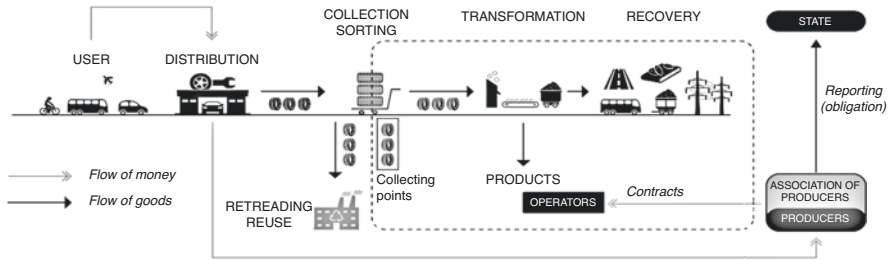 COLLECTION
SORTING
TRANSFORMATION
RECOVERY
STATE
USER
DISTRIBUTION
Reporting
(obligation)
Flow of money
Flow of goods
Collecting
points
RETREADING
REUSE
PRODUCTS
OPERATORS
Contracts
ASSOCIATION OF
PRODUCERS
PRODUCERS